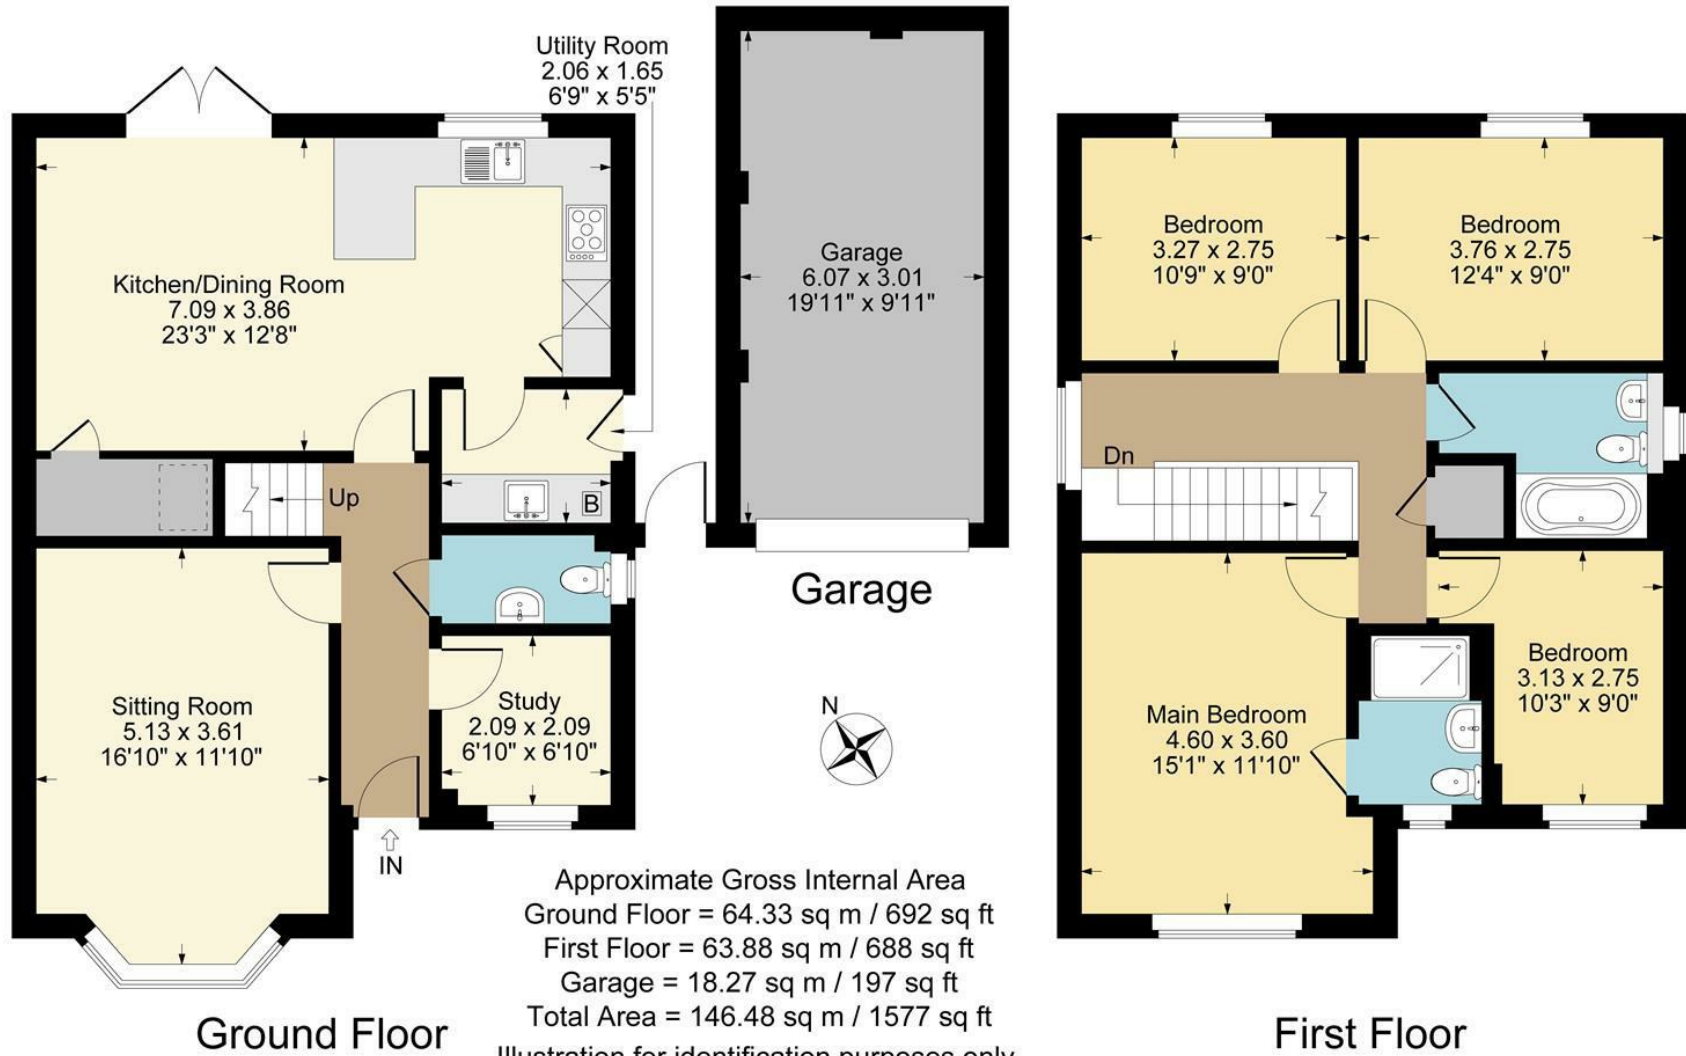 Utility Room
2.06 x 1.65
6'9" x 5'5"
Kitchen/Dining Room
7.09 x 3.86
23'3" x 12'8"
Up
B
Sitting Room
5.13 x 3.61
16'10" x 11'10"
Study
2.09 x 2.09
6'10" x 6'10"
IN
Ground Floor
Garage
6.07 x 3.01
19'11" x 9'11"
Garage
N
Approximate Gross Internal Area
Ground Floor = 64.33 sq m / 692 sq ft
First Floor = 63.88 sq m / 688 sq ft
Garage = 18.27 sq m / 197 sq ft
Total Area = 146.48 sq m / 1577 sq ft
Illustration for identification purposes only
Bedroom
3.27 x 2.75
10'9" x 9'0"
Bedroom
3.76 x 2.75
12'4" x 9'0"
Dn
Main Bedroom
4.60 x 3.60
15'1" x 11'10"
Bedroom
3.13 x 2.75
10'3" x 9'0"
First Floor